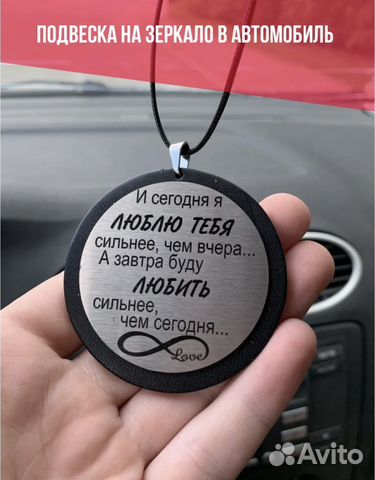 ПОДВЕСКА НА ЗЕРКАЛО В АВТОМОБИЛЬ
И сегодня я
ЛЮБЛЮ ТЕБЯ
сильнее, чем вчера...
А завтра буду
ЛЮБИТЬ
сильнее,
чем сегодня...
Love
Avito